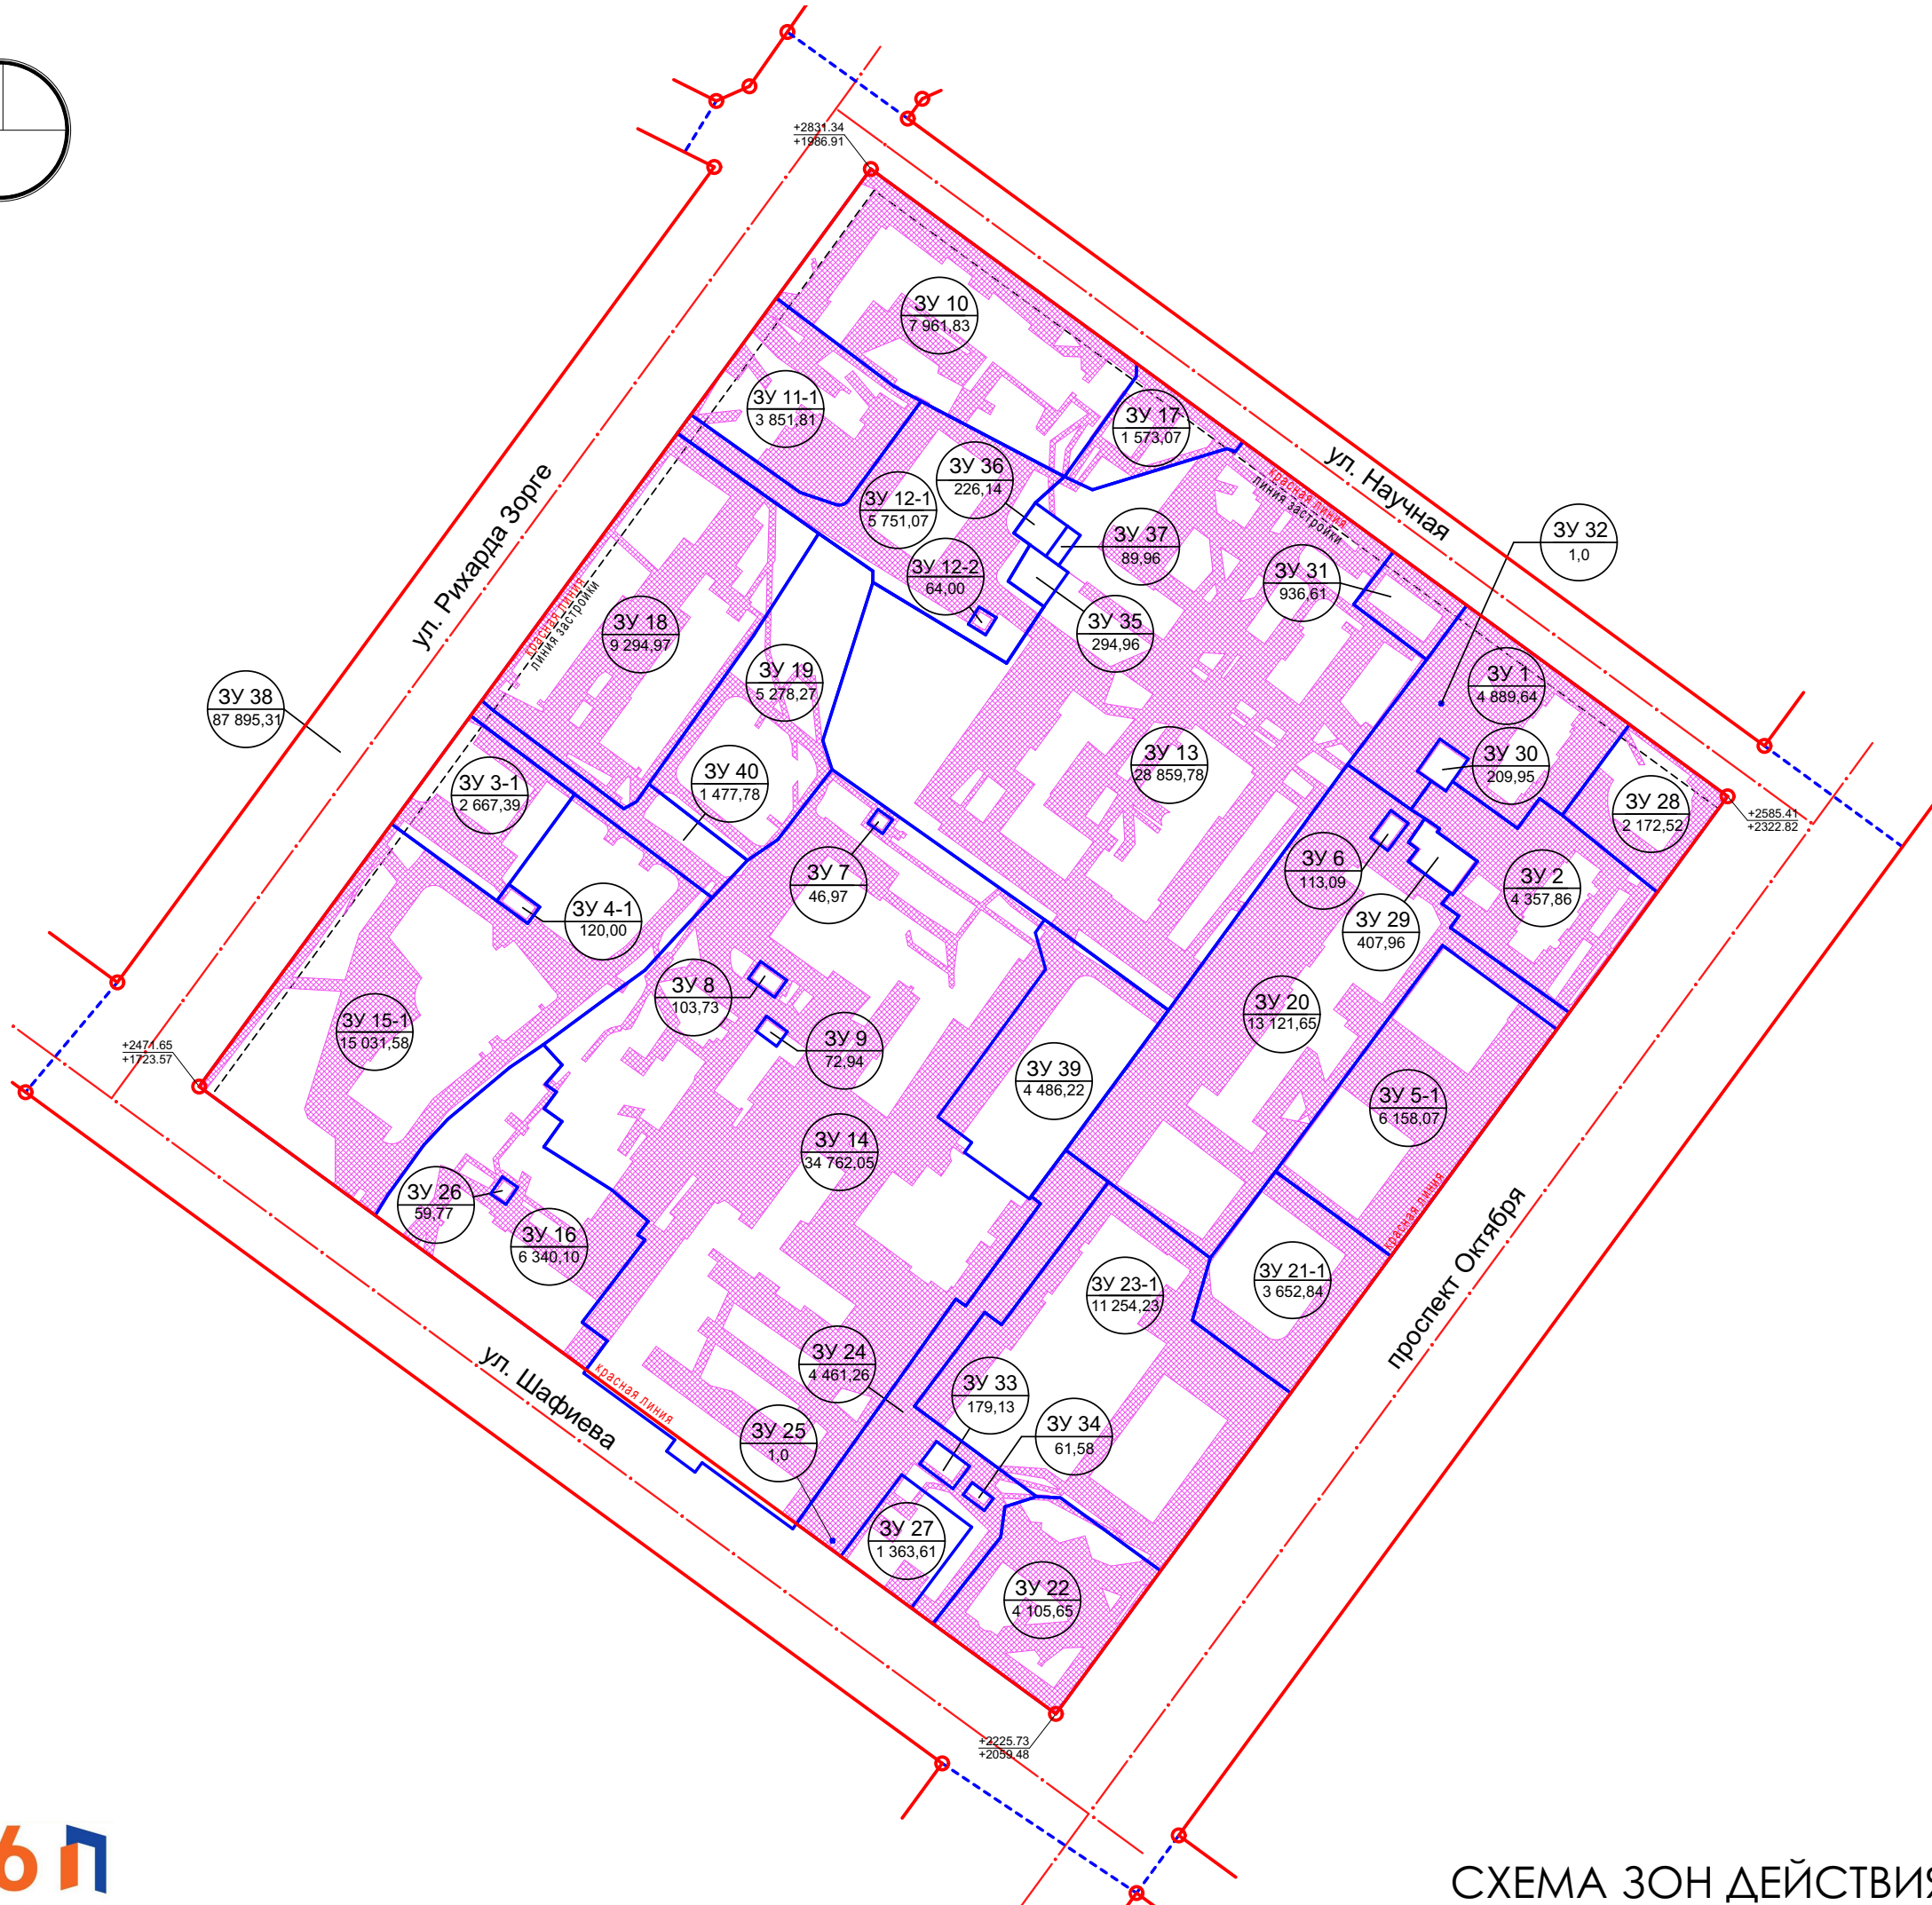 +2831.34
+1986.91
ЗУ 10
7 961,83
ЗУ 11-1
3 851,81
ЗУ 17
1 573,07
ул. Научная
красная линия
линия застройки
ул. Рихарда Зорге
красная линия
линия застройки
ЗУ 36
226,14
ЗУ 12-1
5 751,07
ЗУ 37
89,96
ЗУ 32
1,0
ЗУ 12-2
64,00
ЗУ 31
936,61
ЗУ 35
294,96
ЗУ 18
9 294,97
ЗУ 19
5 278,27
ЗУ 1
4 889,64
ЗУ 38
87 895,31
ЗУ 13
28 859,78
ЗУ 30
209,95
ЗУ 40
1 477,78
ЗУ 3-1
2 667,39
ЗУ 28
2 172,52
+2585.41
+2322.82
ЗУ 7
46,97
ЗУ 6
113,09
ЗУ 2
4 357,86
ЗУ 4-1
120,00
ЗУ 29
407,96
ЗУ 8
103,73
ЗУ 20
13 121,65
ЗУ 15-1
15 031,58
ЗУ 9
72,94
+2471.65
+1723.57
ЗУ 39
4 486,22
ЗУ 5-1
6 158,07
ЗУ 14
34 762,05
ЗУ 26
59,77
ЗУ 16
6 340,10
красная линия
проспект Октября
ЗУ 21-1
3 652,84
ЗУ 23-1
11 254,23
ЗУ 24
4 461,26
ул. Шафиева
красная линия
ЗУ 33
179,13
ЗУ 34
61,58
ЗУ 25
1,0
ЗУ 27
1 363,61
ЗУ 22
4 105,65
+2225.73
+2059.48
6 П
СХЕМА ЗОН ДЕЙСТВИЯ